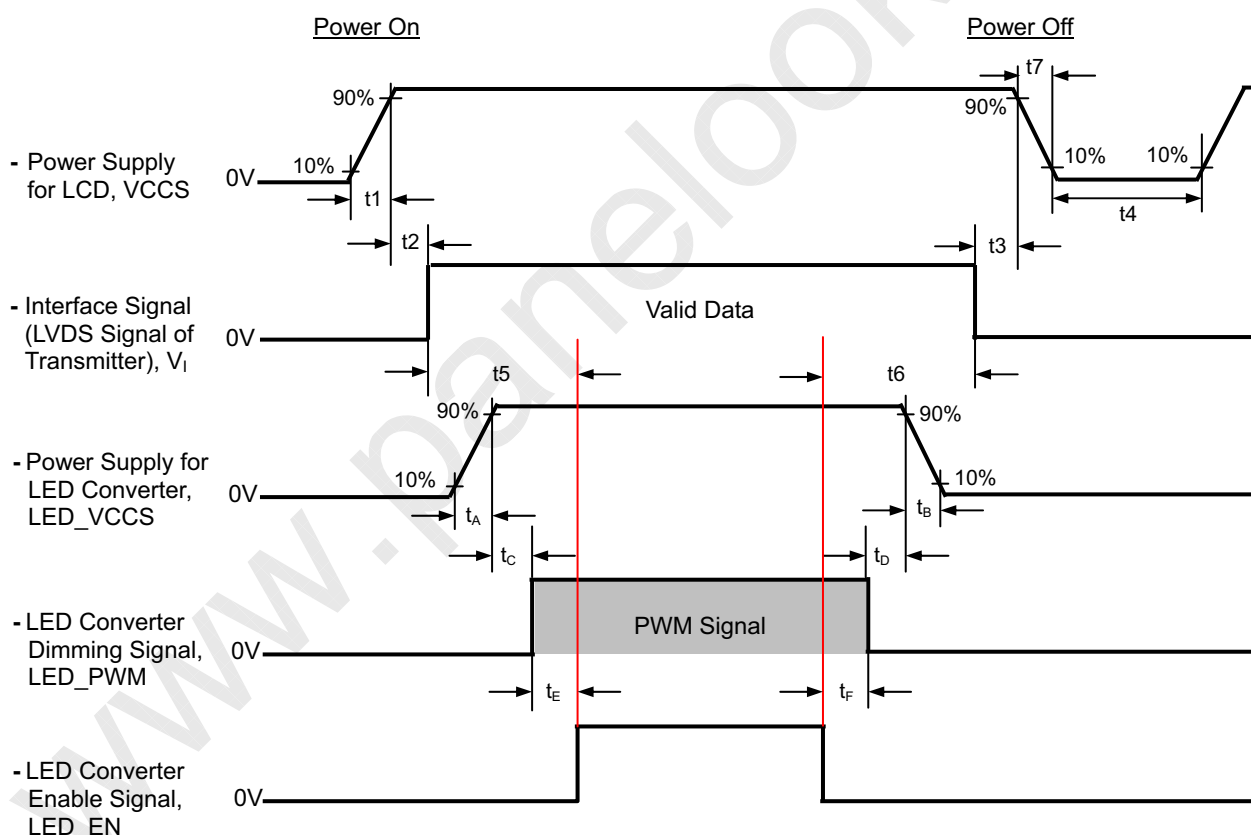 Power On
Power Off
t7
90%
90%
10%
10%
10%
- Power Supply
for LCD, VCCS
0V
t1
t4
t2
t3
- Interface Signal
(LVDS Signal of
Transmitter), VI
0V
Valid Data
t5
t6
90%
90%
- Power Supply for
LED Converter,
LED_VCCS
0V
10%
10%
tA
tB
tC
tD
- LED Converter
Dimming Signal,
LED_PWM
0V
PWM Signal
tE
tF
- LED Converter
Enable Signal,
LED_EN
0V
www.panelook